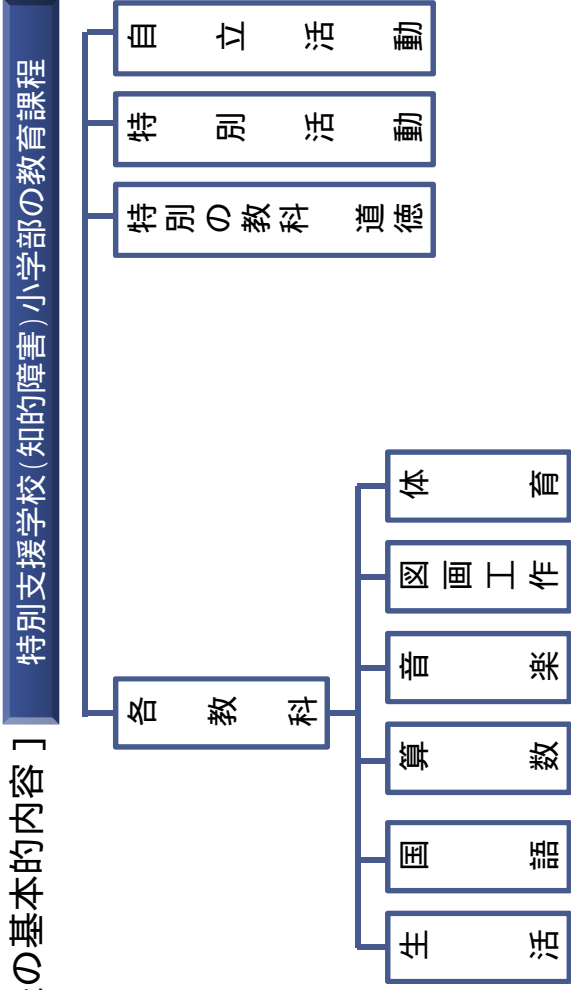 の基本的内容 ]
特別支援学校(知的障害)小学部の教育課程
各教科
特別の教科 道徳
特別活動
自立活動
生活
国語
算数
音楽
図画工作
体育